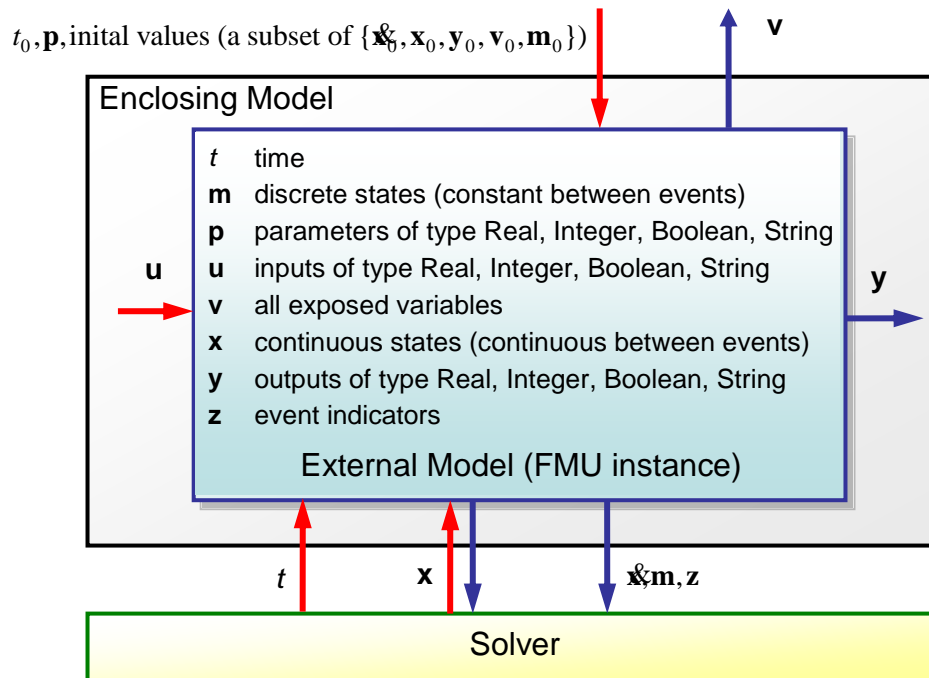 t₀,p,inital values (a subset of {ẋ₀,x₀,y₀,v₀,m₀})
v
Enclosing Model
t time
m discrete states (constant between events)
p parameters of type Real, Integer, Boolean, String
u inputs of type Real, Integer, Boolean, String
v all exposed variables
x continuous states (continuous between events)
y outputs of type Real, Integer, Boolean, String
z event indicators
External Model (FMU instance)
u
y
t
x
ẋ,m,z
Solver